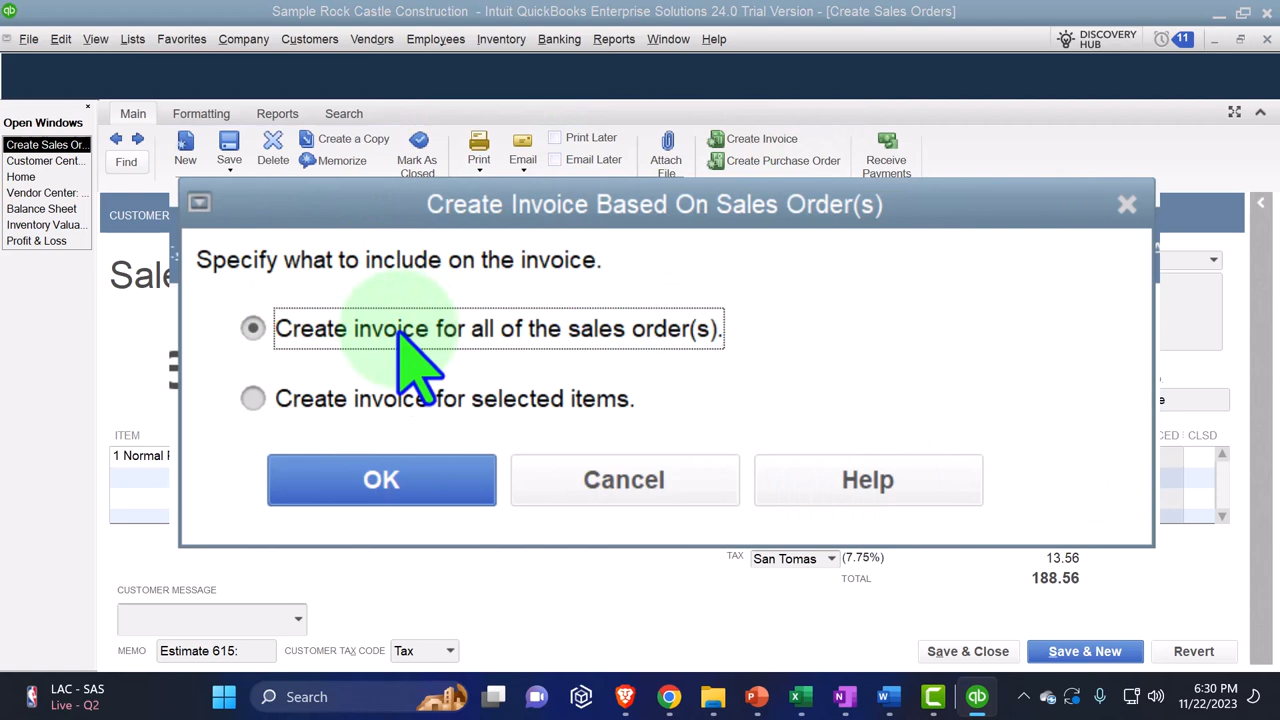 Sample Rock Castle Construction - Intuit QuickBooks Enterprise Solutions 24.0 Trial Version - [Create Sales Orders]
File Edit View Lists Favorites Company Customers Vendors Employees Inventory Banking Reports Window Help
DISCOVERY HUB 11
Main Formatting Reports Search
Open Windows
Create Sales Or...
Customer Cent...
Home
Vendor Center: ...
Balance Sheet
Inventory Valua...
Profit & Loss
Find
New
Save
Delete
Create a Copy
Memorize
Mark As Closed
Print
Email
Print Later
Email Later
Attach File...
Create Invoice
Create Purchase Order
Receive Payments
CUSTOMER
Sale
Create Invoice Based On Sales Order(s)
Specify what to include on the invoice.
Create invoice for all of the sales order(s).
Create invoice for selected items.
OK Cancel Help
ITEM
CED CLSD
1 Normal
TAX San Tomas (7.75%) 13.56
TOTAL 188.56
CUSTOMER MESSAGE
MEMO Estimate 615: CUSTOMER TAX CODE Tax
Save & Close Save & New Revert
LAC - SAS
Live - Q2
Search
6:30 PM
11/22/2023